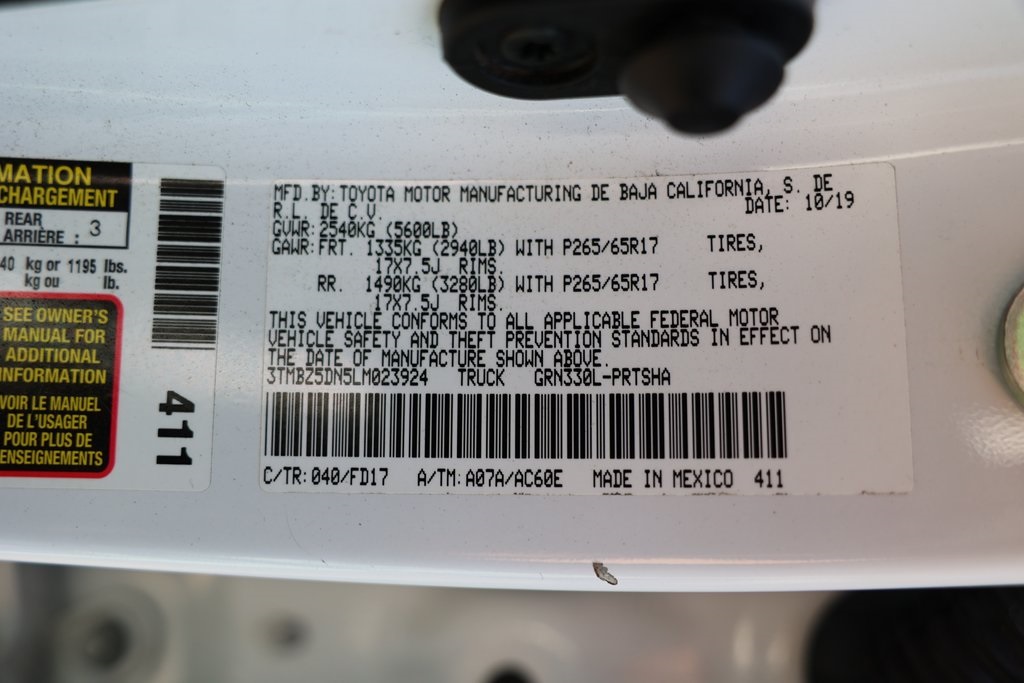 MATION
CHARGEMENT
REAR
ARRIÈRE : 3
40 kg or 1195 lbs.
kg ou lb.
SEE OWNER'S
MANUAL FOR
ADDITIONAL
INFORMATION
VOIR LE MANUEL
DE L'USAGER
POUR PLUS DE
RENSEIGNEMENTS
411
MFD.BY:TOYOTA MOTOR MANUFACTURING DE BAJA CALIFORNIA, S. DE
R.L. DE C.V. DATE: 10/19
GVWR:2540KG (5600LB)
GAWR:FRT. 1335KG (2940LB) WITH P265/65R17 TIRES,
17X7.5J RIMS.
RR. 1490KG (3280LB) WITH P265/65R17 TIRES,
17X7.5J RIMS.
THIS VEHICLE CONFORMS TO ALL APPLICABLE FEDERAL MOTOR
VEHICLE SAFETY AND THEFT PREVENTION STANDARDS IN EFFECT ON
THE DATE OF MANUFACTURE SHOWN ABOVE.
3TMBZ5DN5LM023924 TRUCK GRN330L-PRTSHA
C/TR:040/FD17 A/TM:A07A/AC60E MADE IN MEXICO 411